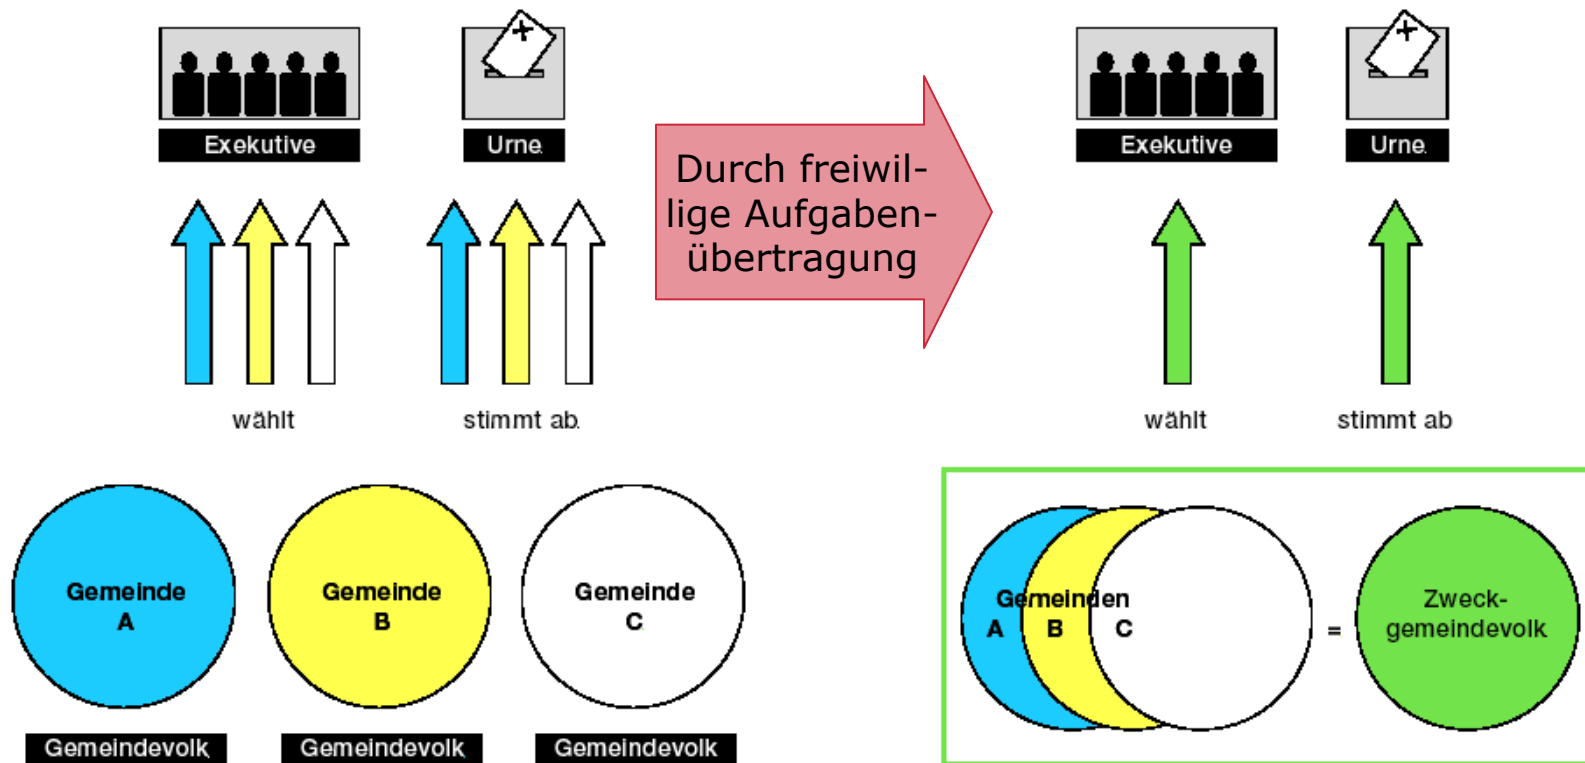 Exekutive
Urne.
Durch freiwil-
lige Aufgaben-
übertragung
Exekutive
Urne.
wählt
stimmt ab.
wählt
stimmt ab
Gemeinde
A
Gemeinde
B
Gemeinde
C
Gemeinden
A B C
=
Zweck-
gemeindevolk
Gemeindevolk
Gemeindevolk
Gemeindevolk